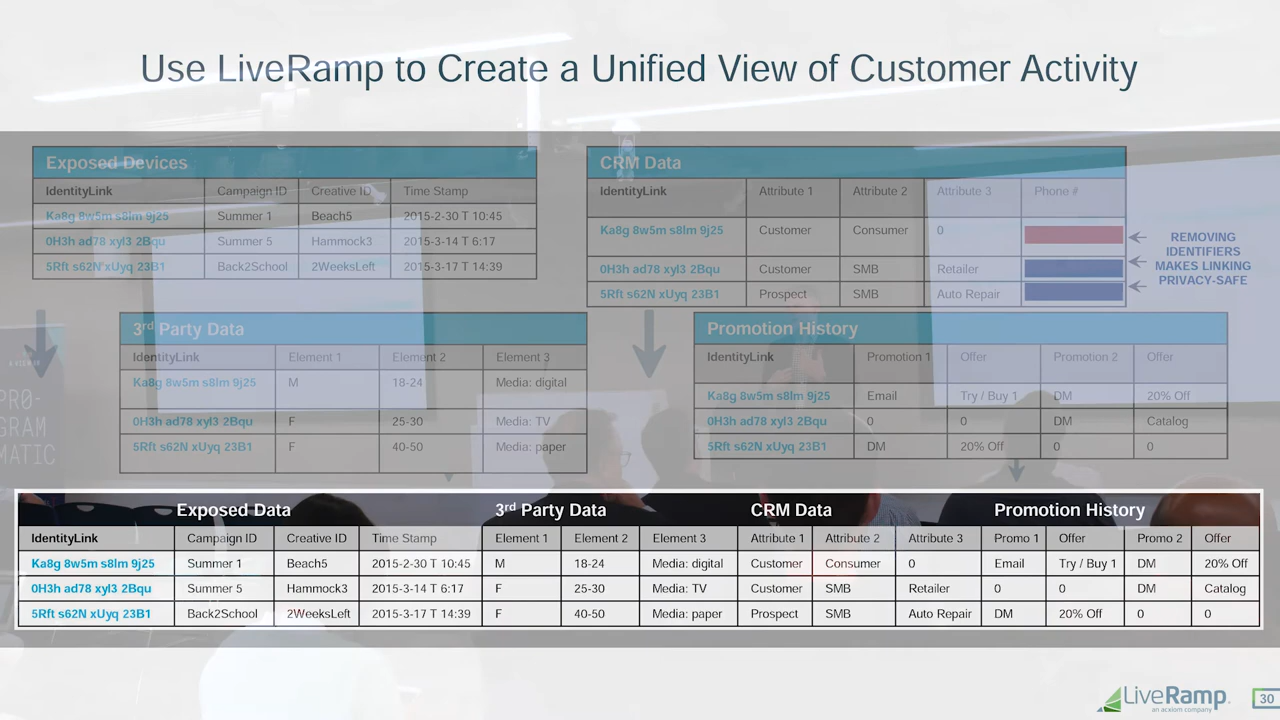 Use LiveRamp to Create a Unified View of Customer Activity
Exposed Devices
IdentityLink Campaign ID Creative ID Time Stamp
Ka8g 8w5m s8lm 9j25 Summer 1 Beach5 2015-2-30 T 10:45
0H3h ad78 xyl3 2Bqu Summer 5 Hammock3 2015-3-14 T 6:17
5Rft s62N xUyq 23B1 Back2School 2WeeksLeft 2015-3-17 T 14:39
CRM Data
IdentityLink Attribute 1 Attribute 2 Attribute 3 Phone #
Ka8g 8w5m s8lm 9j25 Customer Consumer 0
0H3h ad78 xyl3 2Bqu Customer SMB Retailer
5Rft s62N xUyq 23B1 Prospect SMB Auto Repair
REMOVING
IDENTIFIERS
MAKES LINKING
PRIVACY-SAFE
3rd Party Data
IdentityLink Element 1 Element 2 Element 3
Ka8g 8w5m s8lm 9j25 M 18-24 Media: digital
0H3h ad78 xyl3 2Bqu F 25-30 Media: TV
5Rft s62N xUyq 23B1 F 40-50 Media: paper
Promotion History
IdentityLink Promotion 1 Offer Promotion 2 Offer
Ka8g 8w5m s8lm 9j25 Email Try / Buy 1 DM 20% Off
0H3h ad78 xyl3 2Bqu 0 0 DM Catalog
5Rft s62N xUyq 23B1 DM 20% Off 0 0
PRO-
GRAM
MATIC
Exposed Data 3rd Party Data CRM Data Promotion History
IdentityLink Campaign ID Creative ID Time Stamp Element 1 Element 2 Element 3 Attribute 1 Attribute 2 Attribute 3 Promo 1 Offer Promo 2 Offer
Ka8g 8w5m s8lm 9j25 Summer 1 Beach5 2015-2-30 T 10:45 M 18-24 Media: digital Customer Consumer 0 Email Try / Buy 1 DM 20% Off
0H3h ad78 xyl3 2Bqu Summer 5 Hammock3 2015-3-14 T 6:17 F 25-30 Media: TV Customer SMB Retailer 0 0 DM Catalog
5Rft s62N xUyq 23B1 Back2School 2WeeksLeft 2015-3-17 T 14:39 F 40-50 Media: paper Prospect SMB Auto Repair DM 20% Off 0 0
LiveRamp
an acxiom company
30